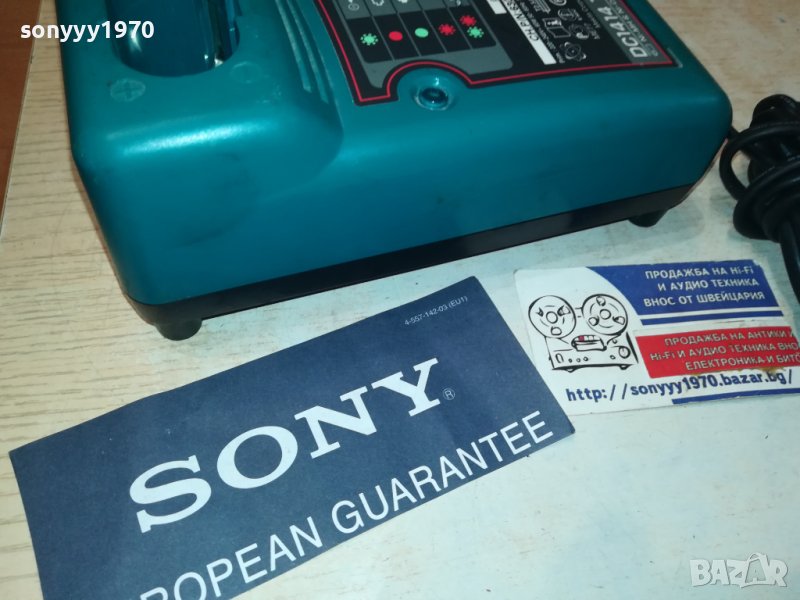 sonyyy1970
DC1414
4-557-142-03 (EU1)
SONY®
ROPEAN GUARANTEE
ПРОДАЖБА НА Hi-Fi
И АУДИО ТЕХНИКА
ВНОС ОТ ШВЕЙЦАРИЯ
ПРОДАЖБА НА АНТИКИ И
Hi-Fi И АУДИО ТЕХНИКА ВНО
ЕЛЕКТРОНИКА И БИТО
http://sonyyy1970.bazar.bg/
BAZAR